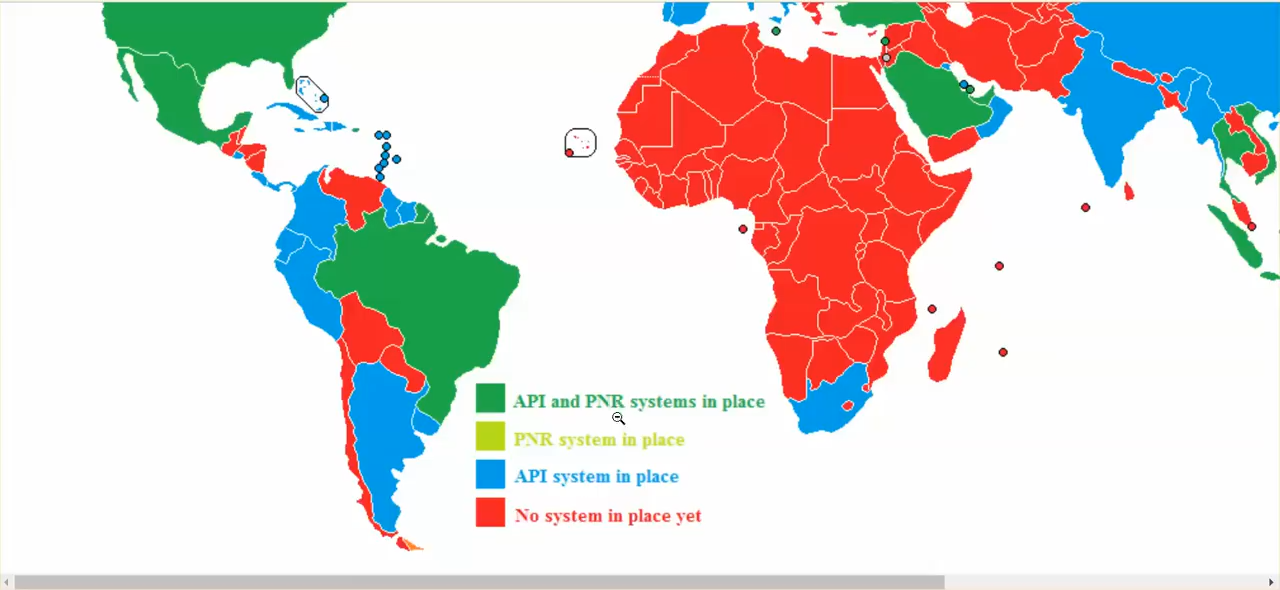 API and PNR systems in place
PNR system in place
API system in place
No system in place yet